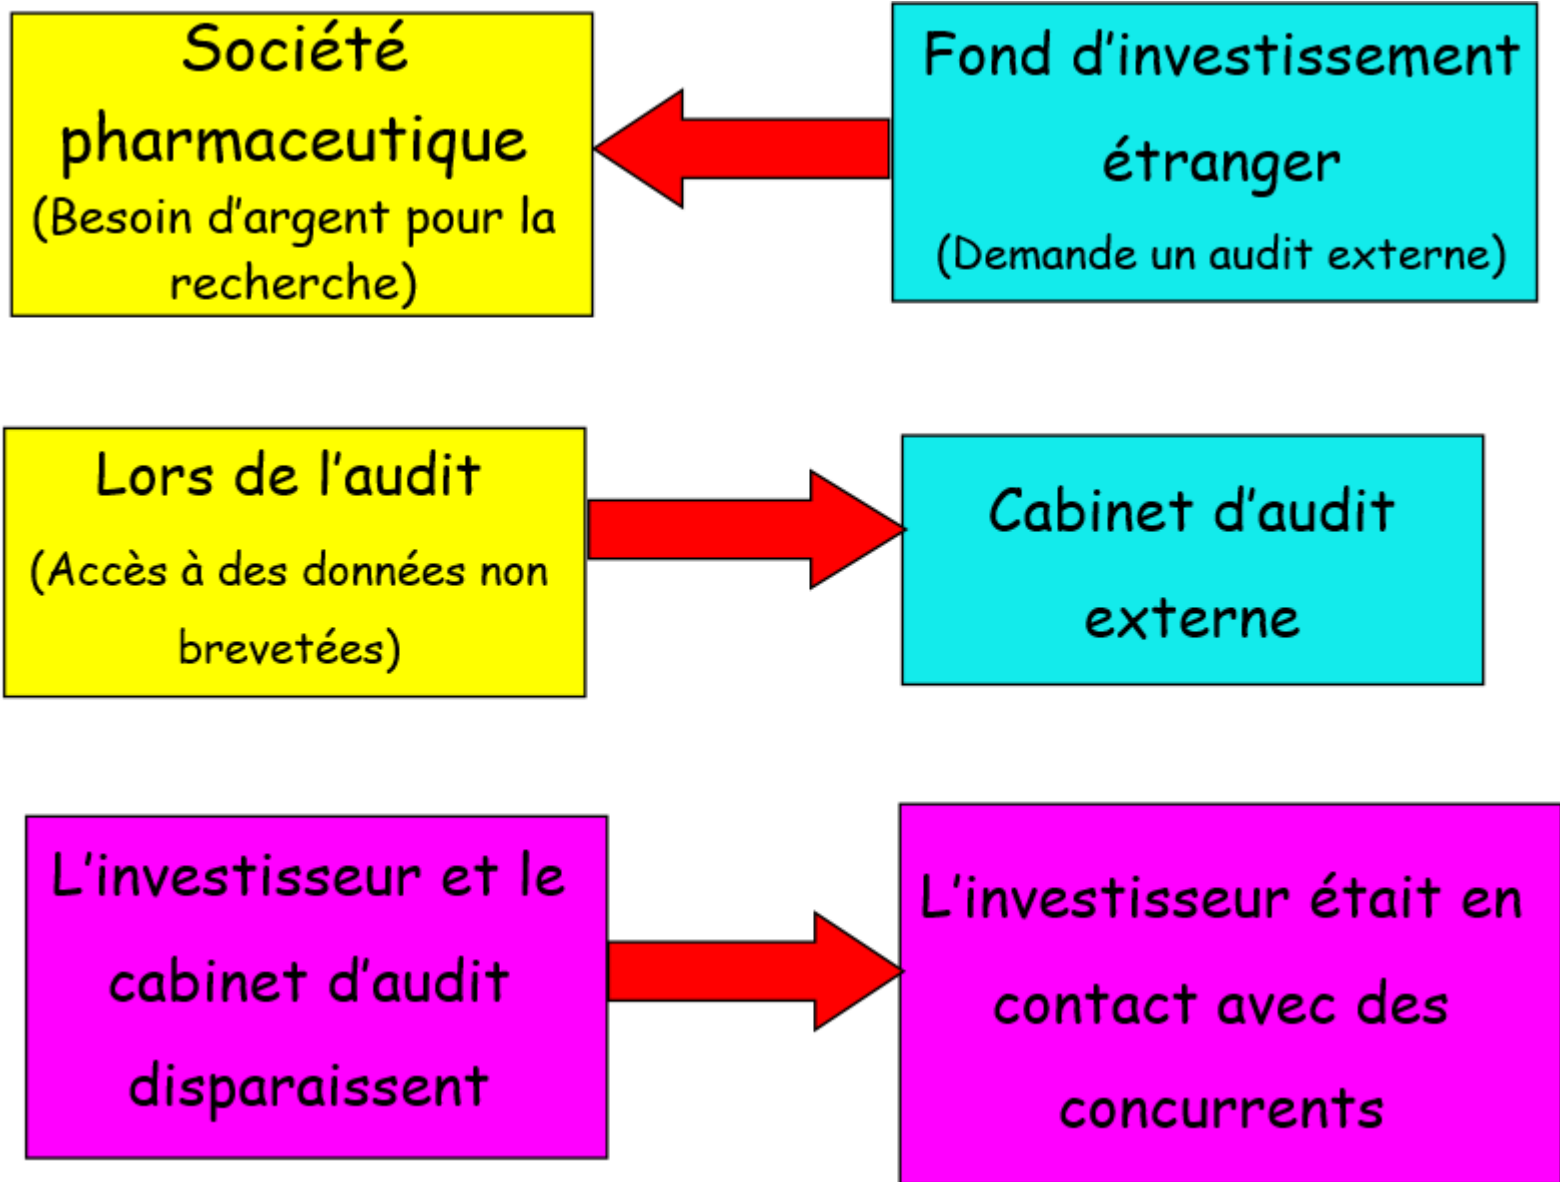 Société
pharmaceutique
(Besoin d'argent pour la
recherche)
Fond d'investissement
étranger
(Demande un audit externe)
Lors de l'audit
(Accès à des données non
brevetées)
Cabinet d'audit
externe
L'investisseur et le
cabinet d'audit
disparaissent
L'investisseur était en
contact avec des
concurrents